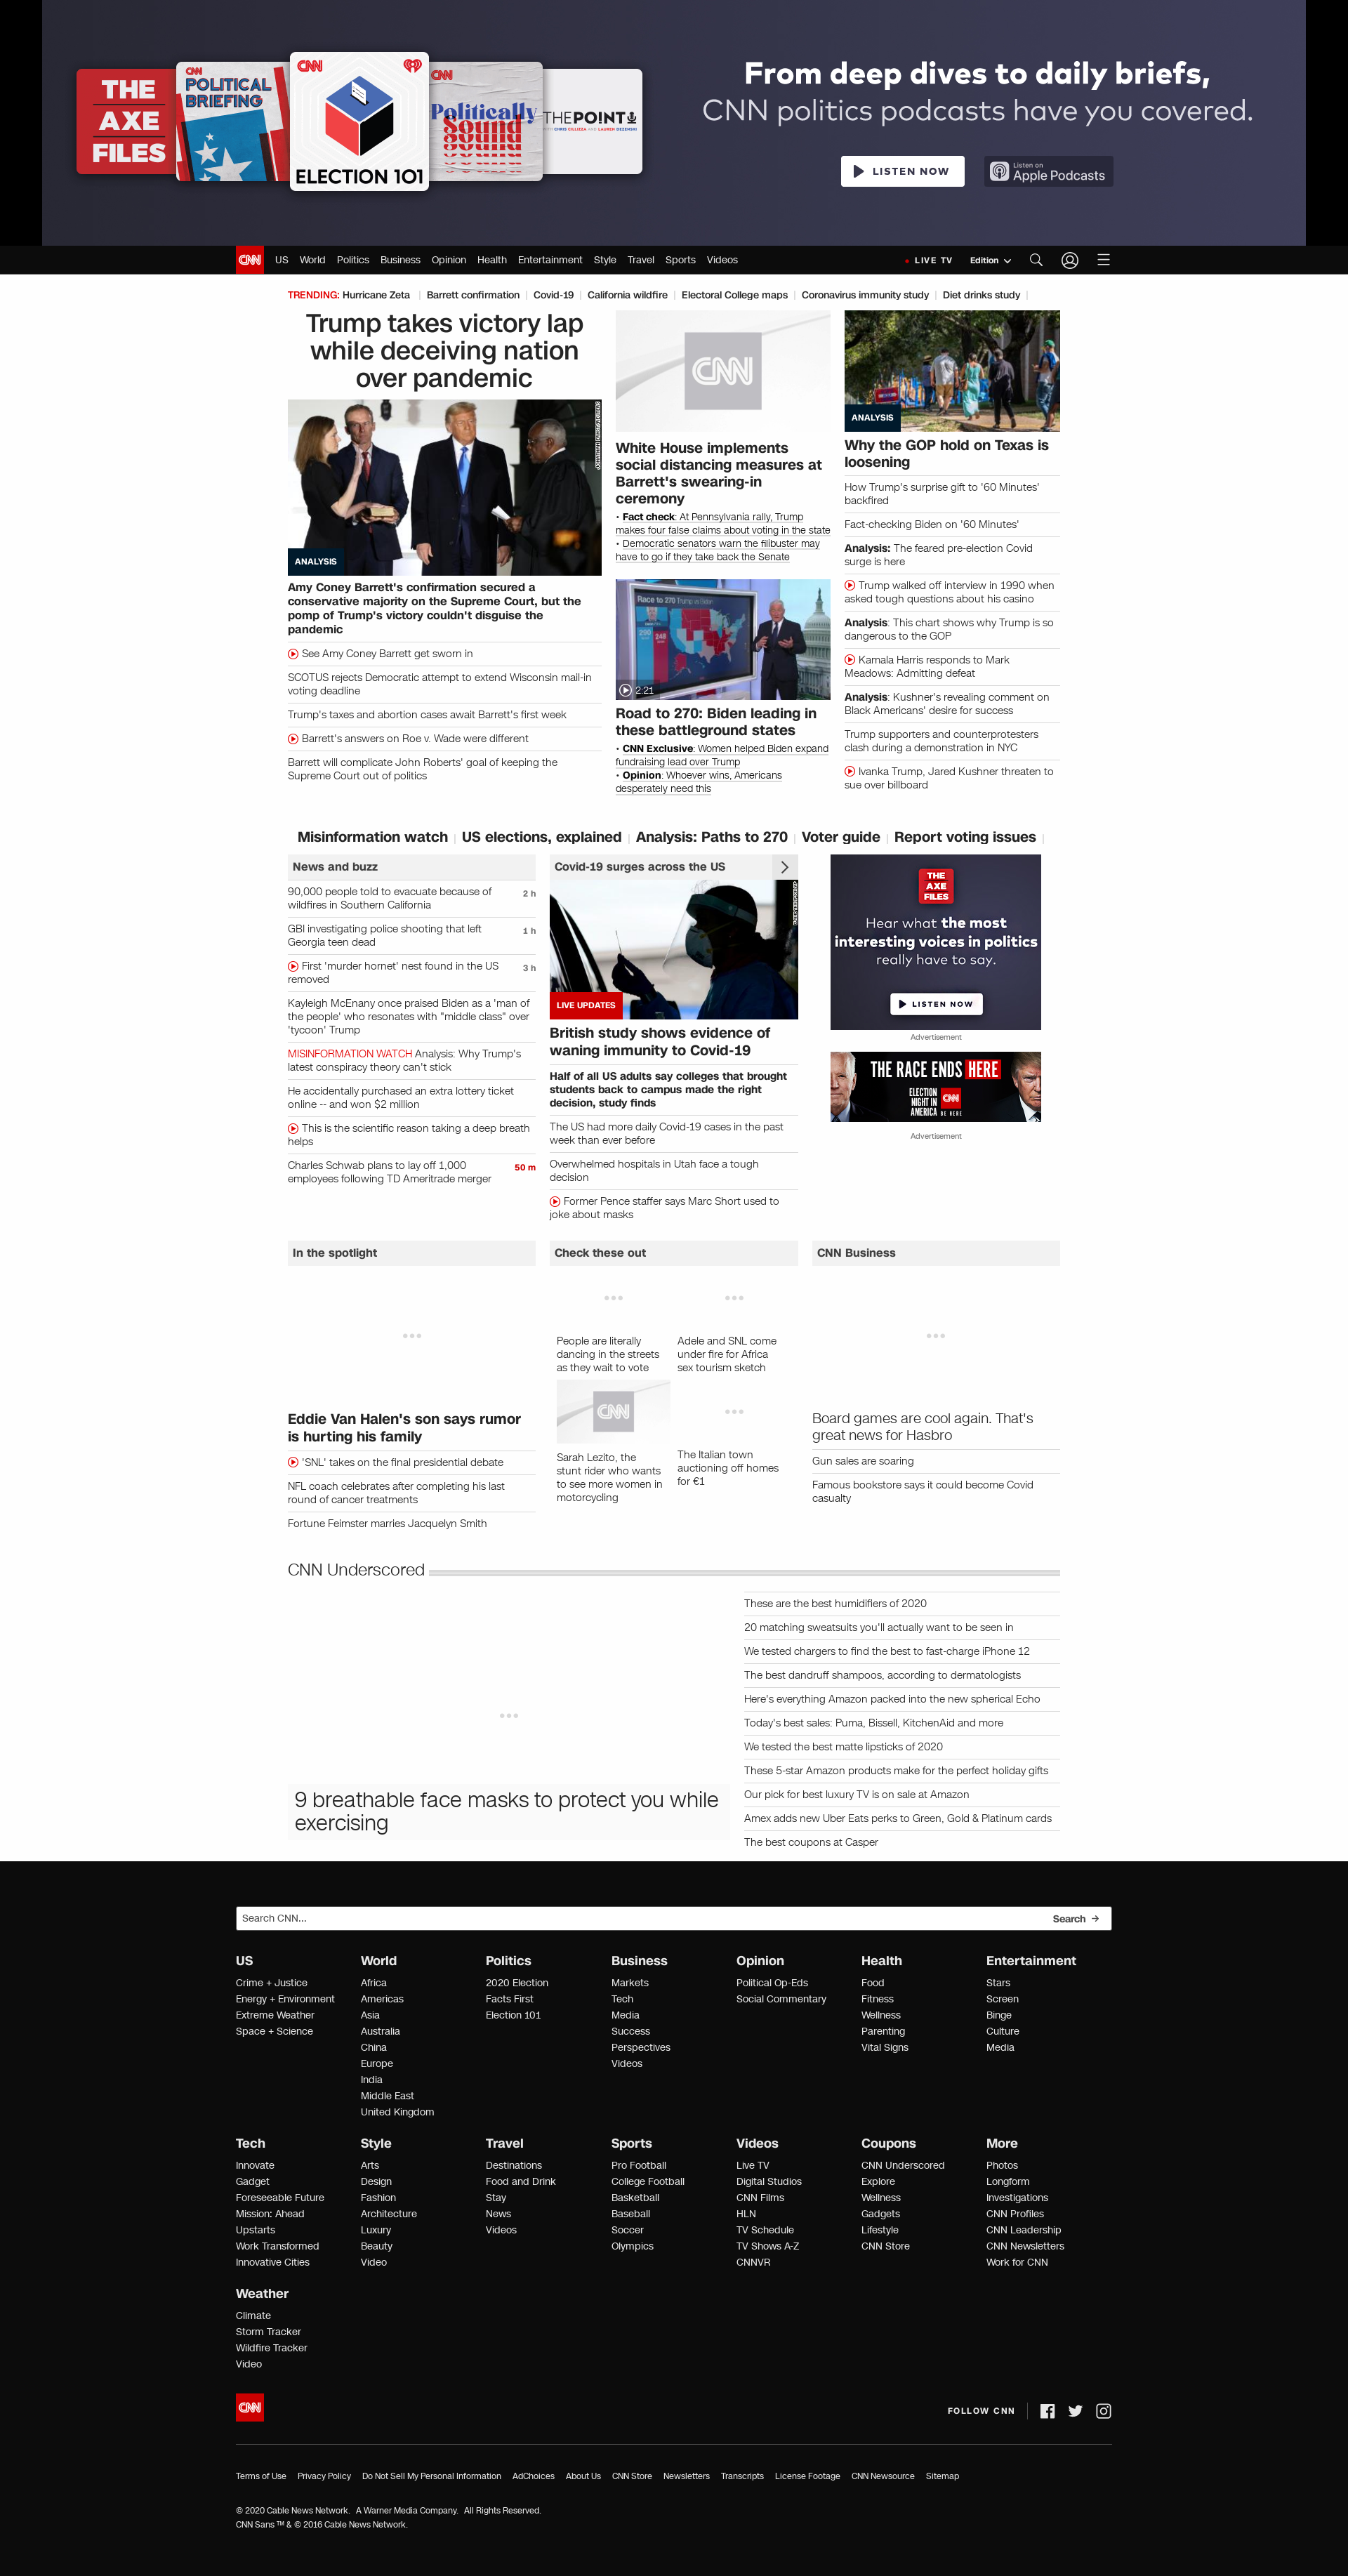 THE
AXE
FILES
CNN
POLITICAL
BRIEFING
CNN
ELECTION 101
CNN
Politically
Sound
THE POINT
WITH CHRIS CILLIZZA AND LAUREN DEZENSKI
From deep dives to daily briefs,
CNN politics podcasts have you covered.
LISTEN NOW
Listen on
Apple Podcasts
CNN US World Politics Business Opinion Health Entertainment Style Travel Sports Videos LIVE TV Edition
TRENDING: Hurricane Zeta | Barrett confirmation | Covid-19 | California wildfire | Electoral College maps | Coronavirus immunity study | Diet drinks study |
Trump takes victory lap
while deceiving nation
over pandemic
ANALYSIS
Amy Coney Barrett's confirmation secured a
conservative majority on the Supreme Court, but the
pomp of Trump's victory couldn't disguise the
pandemic
See Amy Coney Barrett get sworn in
SCOTUS rejects Democratic attempt to extend Wisconsin mail-in
voting deadline
Trump's taxes and abortion cases await Barrett's first week
Barrett's answers on Roe v. Wade were different
Barrett will complicate John Roberts' goal of keeping the
Supreme Court out of politics
CNN
White House implements
social distancing measures at
Barrett's swearing-in
ceremony
• Fact check: At Pennsylvania rally, Trump
makes four false claims about voting in the state
• Democratic senators warn the filibuster may
have to go if they take back the Senate
Race to 270 Trump vs Biden
290
248
2:21
Road to 270: Biden leading in
these battleground states
• CNN Exclusive: Women helped Biden expand
fundraising lead over Trump
• Opinion: Whoever wins, Americans
desperately need this
ANALYSIS
Why the GOP hold on Texas is
loosening
How Trump's surprise gift to '60 Minutes'
backfired
Fact-checking Biden on '60 Minutes'
Analysis: The feared pre-election Covid
surge is here
Trump walked off interview in 1990 when
asked tough questions about his casino
Analysis: This chart shows why Trump is so
dangerous to the GOP
Kamala Harris responds to Mark
Meadows: Admitting defeat
Analysis: Kushner's revealing comment on
Black Americans' desire for success
Trump supporters and counterprotesters
clash during a demonstration in NYC
Ivanka Trump, Jared Kushner threaten to
sue over billboard
Misinformation watch | US elections, explained | Analysis: Paths to 270 | Voter guide | Report voting issues |
News and buzz
90,000 people told to evacuate because of 2 h
wildfires in Southern California
GBI investigating police shooting that left 1 h
Georgia teen dead
First 'murder hornet' nest found in the US 3 h
removed
Kayleigh McEnany once praised Biden as a 'man of
the people' who resonates with "middle class" over
'tycoon' Trump
MISINFORMATION WATCH Analysis: Why Trump's
latest conspiracy theory can't stick
He accidentally purchased an extra lottery ticket
online -- and won $2 million
This is the scientific reason taking a deep breath
helps
Charles Schwab plans to lay off 1,000 50 m
employees following TD Ameritrade merger
Covid-19 surges across the US
LIVE UPDATES
British study shows evidence of
waning immunity to Covid-19
Half of all US adults say colleges that brought
students back to campus made the right
decision, study finds
The US had more daily Covid-19 cases in the past
week than ever before
Overwhelmed hospitals in Utah face a tough
decision
Former Pence staffer says Marc Short used to
joke about masks
THE
AXE
FILES
Hear what the most
interesting voices in politics
really have to say.
LISTEN NOW
Advertisement
THE RACE ENDS HERE
ELECTION
NIGHT IN
AMERICA
CNN
BE HERE
Advertisement
In the spotlight
Eddie Van Halen's son says rumor
is hurting his family
'SNL' takes on the final presidential debate
NFL coach celebrates after completing his last
round of cancer treatments
Fortune Feimster marries Jacquelyn Smith
Check these out
People are literally
dancing in the streets
as they wait to vote
Adele and SNL come
under fire for Africa
sex tourism sketch
CNN
Sarah Lezito, the
stunt rider who wants
to see more women in
motorcycling
The Italian town
auctioning off homes
for €1
CNN Business
Board games are cool again. That's
great news for Hasbro
Gun sales are soaring
Famous bookstore says it could become Covid
casualty
CNN Underscored
9 breathable face masks to protect you while
exercising
These are the best humidifiers of 2020
20 matching sweatsuits you'll actually want to be seen in
We tested chargers to find the best to fast-charge iPhone 12
The best dandruff shampoos, according to dermatologists
Here's everything Amazon packed into the new spherical Echo
Today's best sales: Puma, Bissell, KitchenAid and more
We tested the best matte lipsticks of 2020
These 5-star Amazon products make for the perfect holiday gifts
Our pick for best luxury TV is on sale at Amazon
Amex adds new Uber Eats perks to Green, Gold & Platinum cards
The best coupons at Casper
Search CNN... Search →
US
Crime + Justice
Energy + Environment
Extreme Weather
Space + Science
World
Africa
Americas
Asia
Australia
China
Europe
India
Middle East
United Kingdom
Politics
2020 Election
Facts First
Election 101
Business
Markets
Tech
Media
Success
Perspectives
Videos
Opinion
Political Op-Eds
Social Commentary
Health
Food
Fitness
Wellness
Parenting
Vital Signs
Entertainment
Stars
Screen
Binge
Culture
Media
Tech
Innovate
Gadget
Foreseeable Future
Mission: Ahead
Upstarts
Work Transformed
Innovative Cities
Style
Arts
Design
Fashion
Architecture
Luxury
Beauty
Video
Travel
Destinations
Food and Drink
Stay
News
Videos
Sports
Pro Football
College Football
Basketball
Baseball
Soccer
Olympics
Videos
Live TV
Digital Studios
CNN Films
HLN
TV Schedule
TV Shows A-Z
CNNVR
Coupons
CNN Underscored
Explore
Wellness
Gadgets
Lifestyle
CNN Store
More
Photos
Longform
Investigations
CNN Profiles
CNN Leadership
CNN Newsletters
Work for CNN
Weather
Climate
Storm Tracker
Wildfire Tracker
Video
CNN
FOLLOW CNN
Terms of Use Privacy Policy Do Not Sell My Personal Information AdChoices About Us CNN Store Newsletters Transcripts License Footage CNN Newsource Sitemap
© 2020 Cable News Network. A Warner Media Company. All Rights Reserved.
CNN Sans ™ & © 2016 Cable News Network.